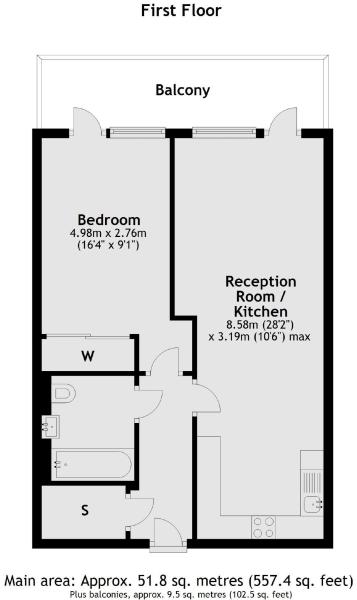 First Floor
Balcony
Bedroom
4.98m x 2.76m
(16'4" x 9'1")
Reception
Room /
Kitchen
8.58m (28'2")
x 3.19m (10'6") max
W
S
Main area: Approx. 51.8 sq. metres (557.4 sq. feet)
Plus balconies, approx. 9.5 sq. metres (102.5 sq. feet)